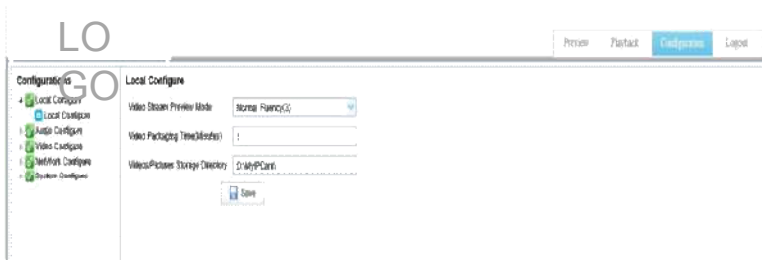 LO
GO
Preview Playback Configuration Logout
Configurations
Local Configure
Local Configure
Audio Configure
Video Configure
NetWork Configure
System Configure
Local Configure
Video Stream Preview Mode Normal Fluency(3)
Video Packaging Time(Minutes)
Videos/Pictures Storage Directory D:\MyIPCam\
Save